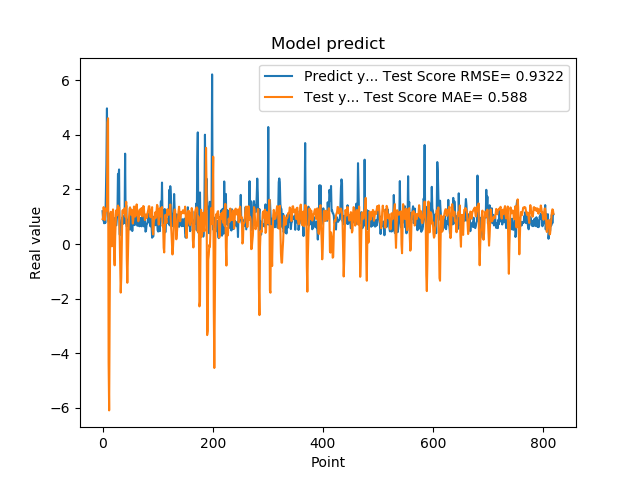 Model predict
Predict y... Test Score RMSE= 0.9322
Test y... Test Score MAE= 0.588
Real value
6
4
2
0
−2
−4
−6
0 200 400 600 800
Point